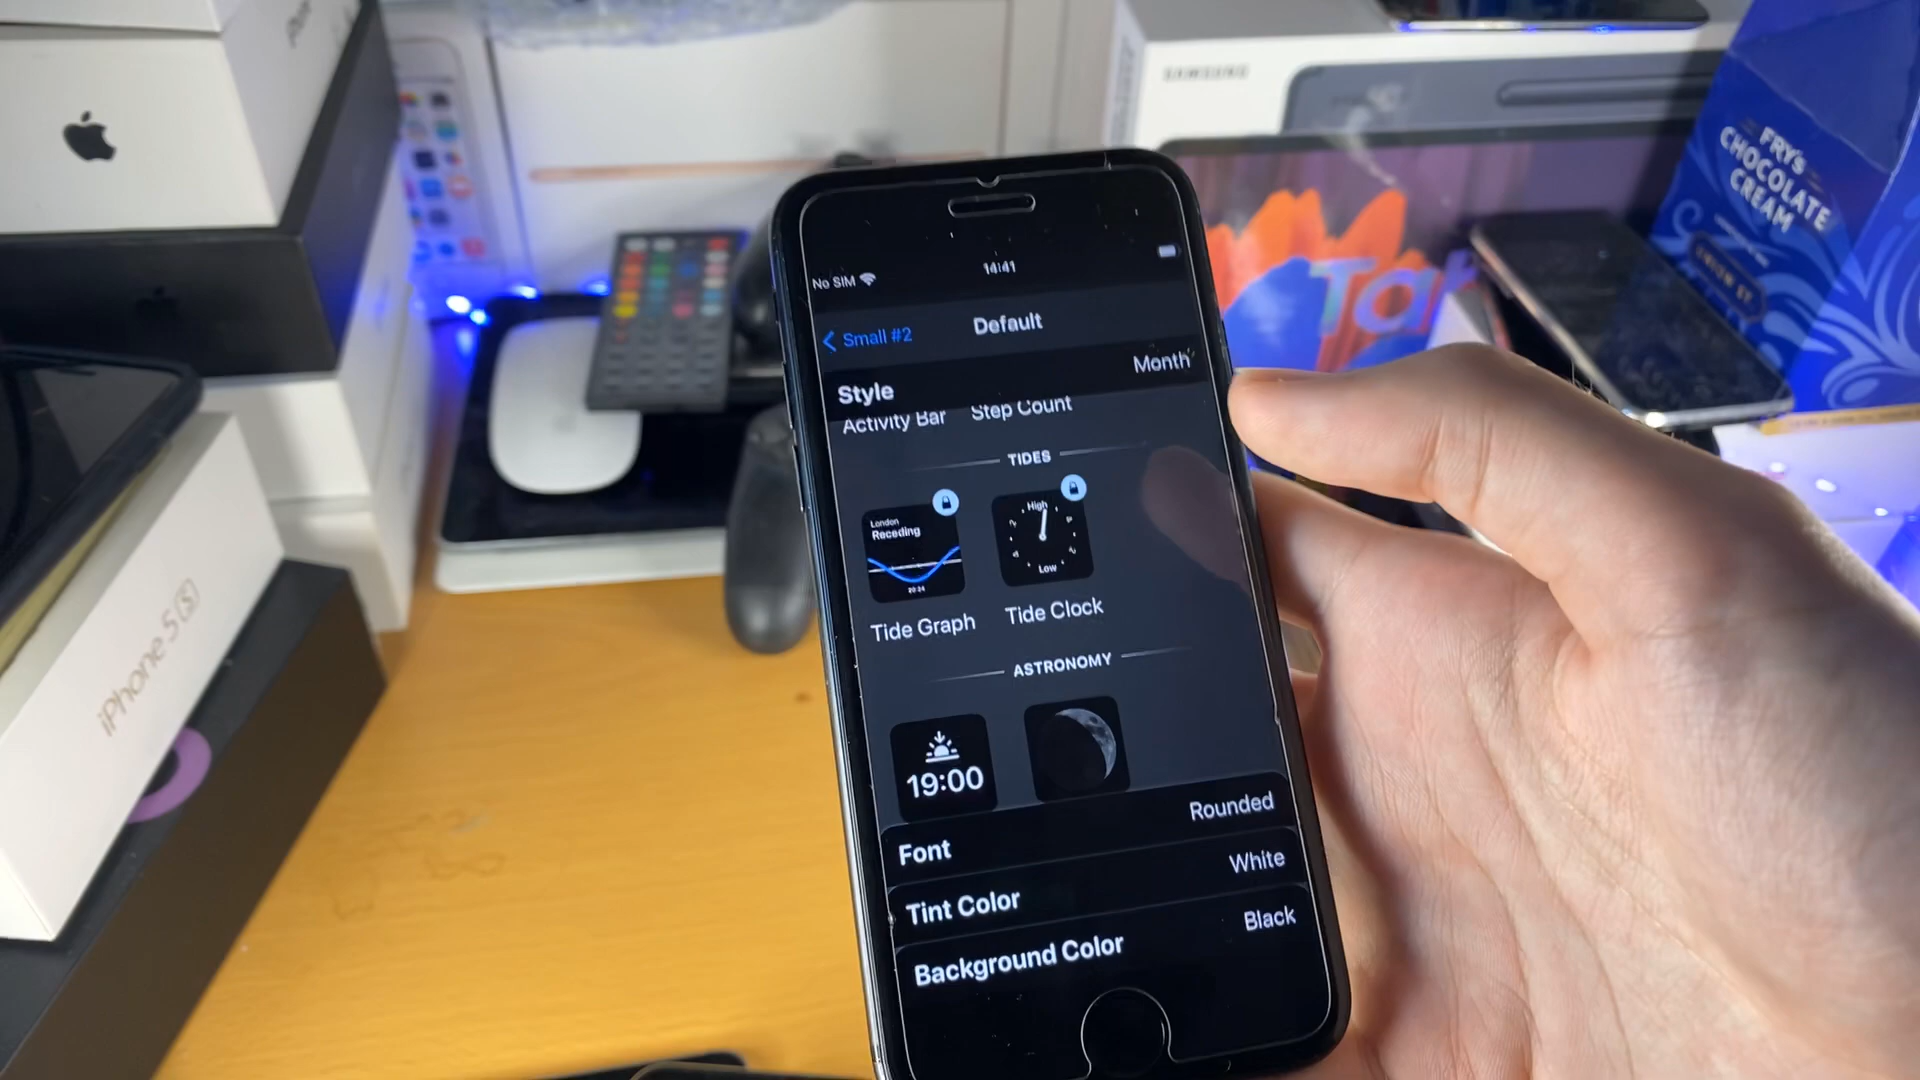 SAMSUNG
FRY'S
CHOCOLATE
CREAM
Tar
iPhone 5S
No SIM
14:41
Small #2
Default
Style
Month
Activity Bar
Step Count
TIDES
London
Receding
High
Low
Tide Graph
Tide Clock
ASTRONOMY
19:00
Font
Rounded
Tint Color
White
Background Color
Black